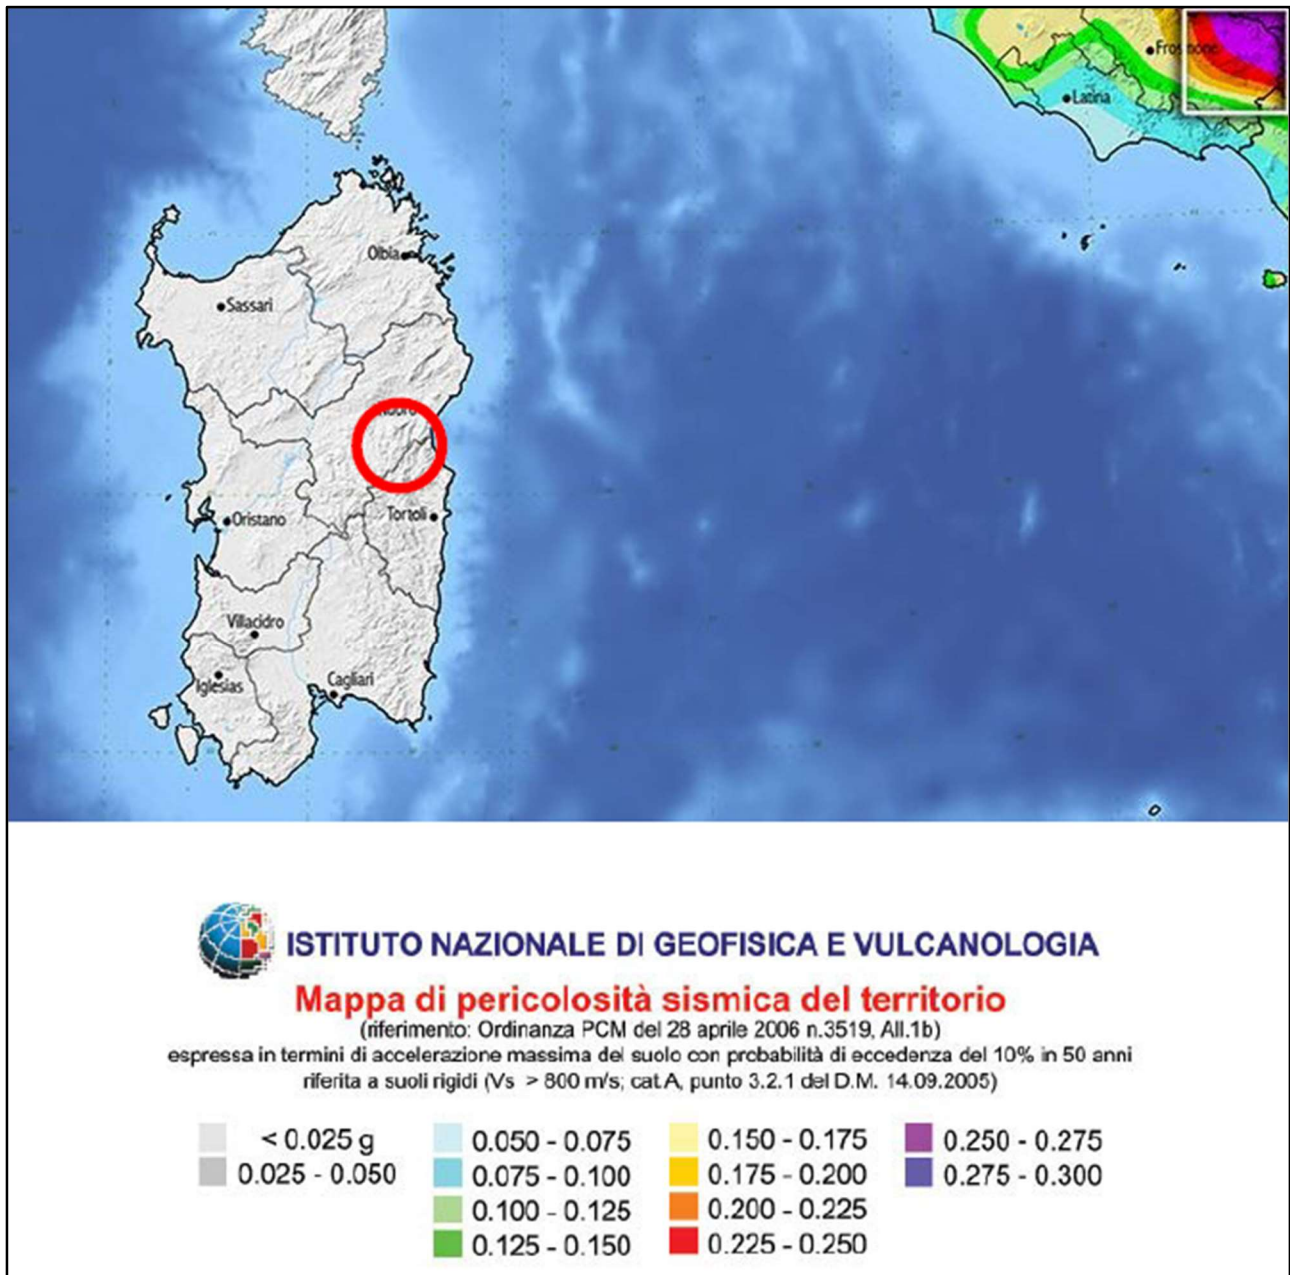 Frosinone
Latina
Olbia
Sassari
Nuoro
Oristano
Tortoli
Villacidro
Iglesias
Cagliari
ISTITUTO NAZIONALE DI GEOFISICA E VULCANOLOGIA
Mappa di pericolosità sismica del territorio
(riferimento: Ordinanza PCM del 28 aprile 2006 n.3519, All.1b)
espressa in termini di accelerazione massima del suolo con probabilità di eccedenza del 10% in 50 anni
riferita a suoli rigidi (Vs > 800 m/s; cat.A, punto 3.2.1 del D.M. 14.09.2005)
< 0.025 g
0.025 - 0.050
0.050 - 0.075
0.075 - 0.100
0.100 - 0.125
0.125 - 0.150
0.150 - 0.175
0.175 - 0.200
0.200 - 0.225
0.225 - 0.250
0.250 - 0.275
0.275 - 0.300